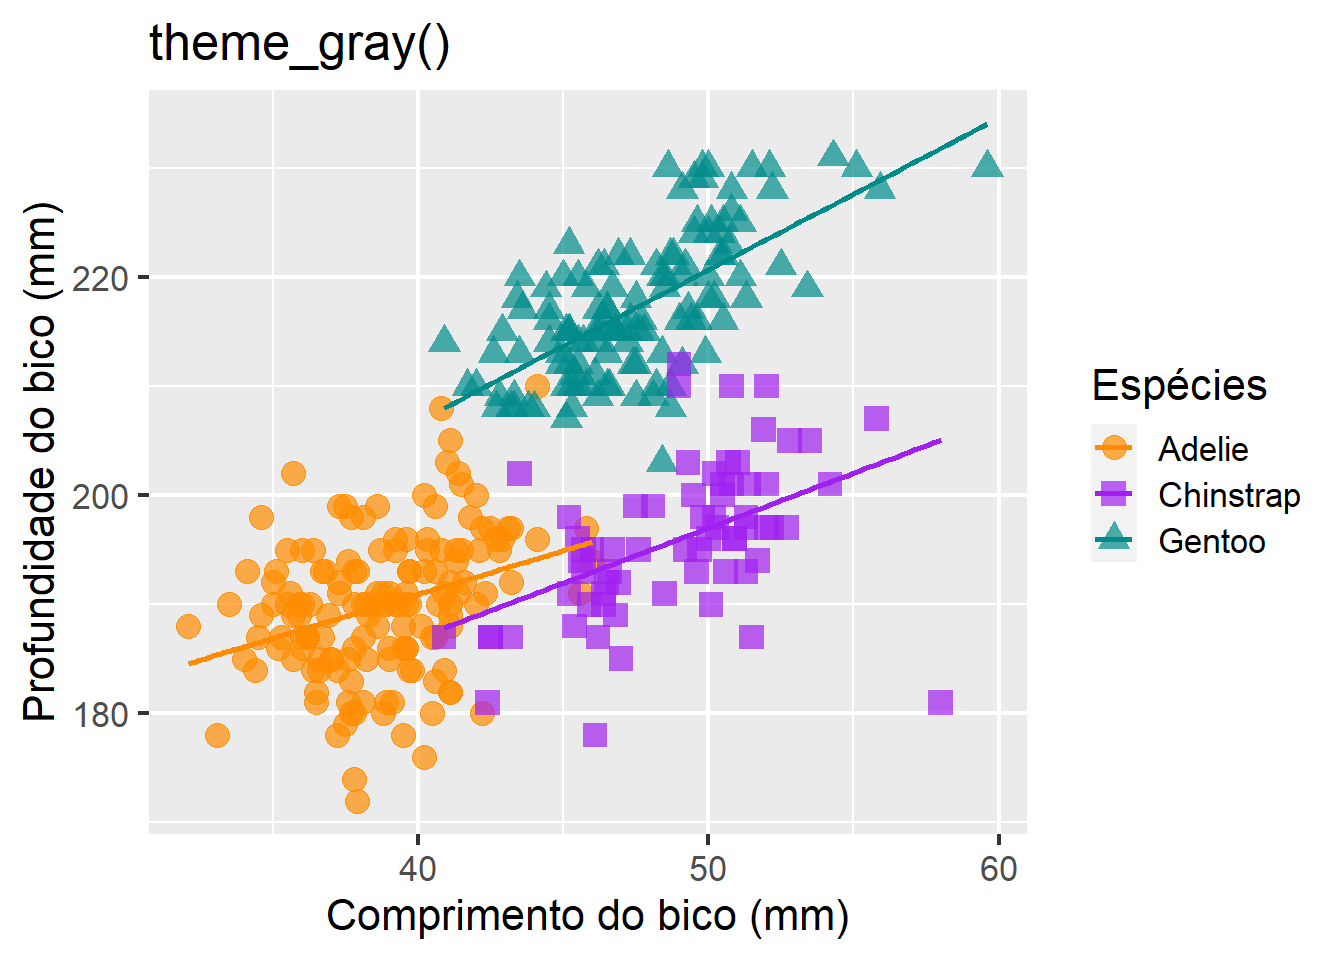 theme_gray()
Profundidade do bico (mm)
220
200
180
40 50 60
Comprimento do bico (mm)
Espécies
Adelie
Chinstrap
Gentoo